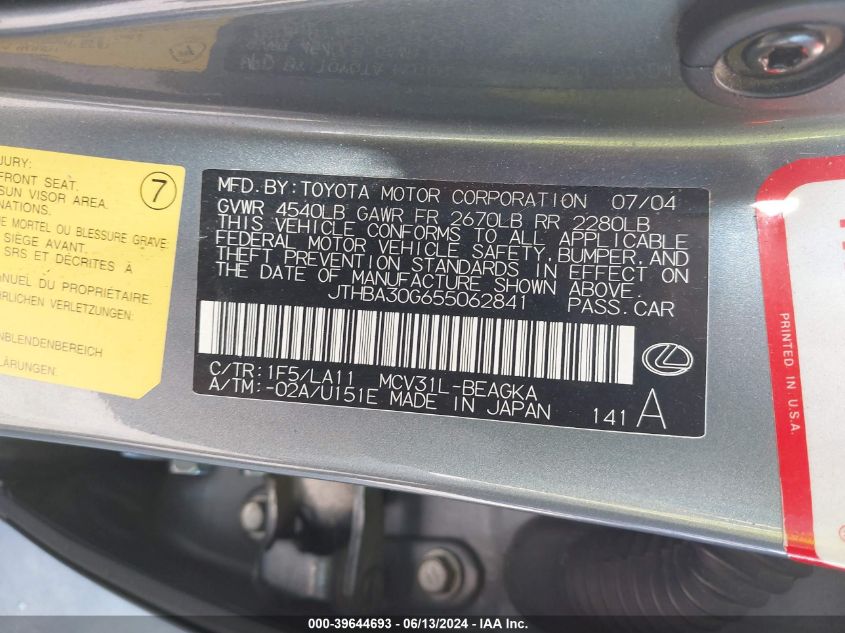 JURY:
FRONT SEAT.
SUN VISOR AREA.
NATIONS.
7
UE MORTEL OU BLESSURE GRAVE:
SIÈGE AVANT.
SRS ET DÉCRITES À
MANUEL DU PROPRIÉTAIRE.
VERLETZUNGEN:
NBLENDENBEREICH
LÄRUNGEN.
MFD. BY: TOYOTA MOTOR CORPORATION 07/04
GVWR 4540LB GAWR FR 2670LB RR 2280LB
THIS VEHICLE CONFORMS TO ALL APPLICABLE
FEDERAL MOTOR VEHICLE SAFETY, BUMPER, AND
THEFT PREVENTION STANDARDS IN EFFECT ON
THE DATE OF MANUFACTURE SHOWN ABOVE.
JTHBA30G655062841 PASS. CAR
C/TR: 1F5/LA11 MCV31L-BEAGKA
A/TM: -02A/U151E MADE IN JAPAN 141 A
PRINTED IN U.S.A.
000-39644693 - 06/13/2024 - IAA Inc.